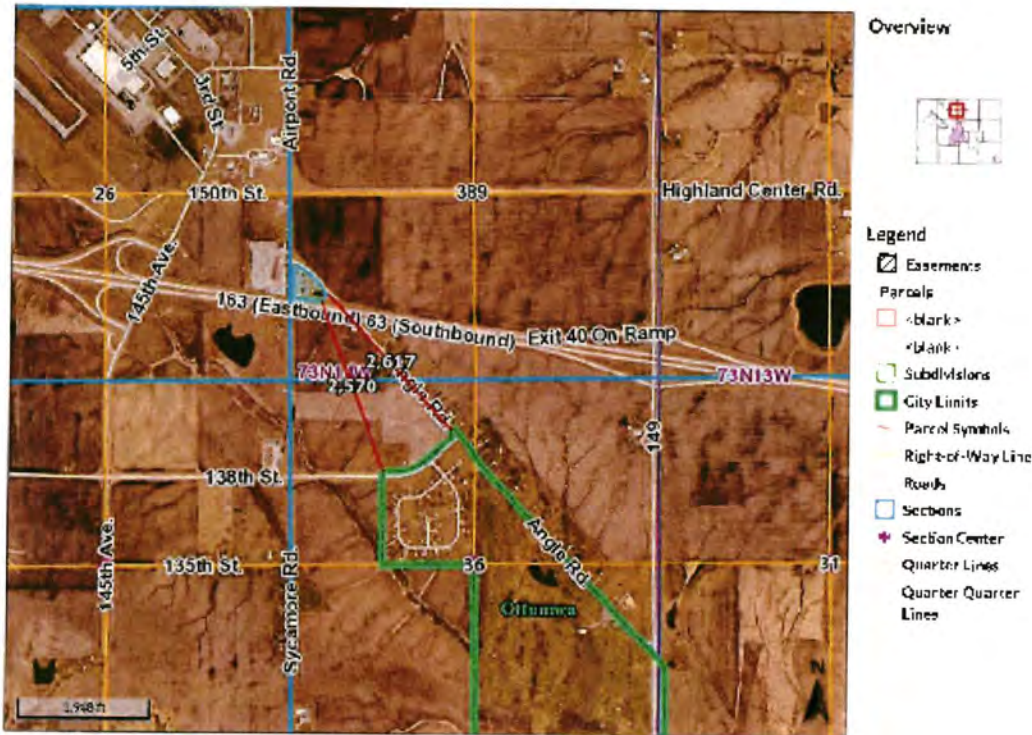 Overview
5th St.
3rd St.
Airport Rd.
26
150th St.
389
Highland Center Rd.
145th Ave.
163 (Eastbound) 63 (Southbound)
Exit 40 On Ramp
2,617
2,570
Angle Rd.
73N13W
149
138th St.
145th Ave.
135th St.
Sycamore Rd.
36
Angle Rd.
31
Ottumwa
N
1,948 ft
Legend
Easements
Parcels
<blank>
<blank>
Subdivisions
City Limits
Parcel Symbols
Right-of-Way Line
Roads
Sections
Section Center
Quarter Lines
Quarter Quarter
Lines